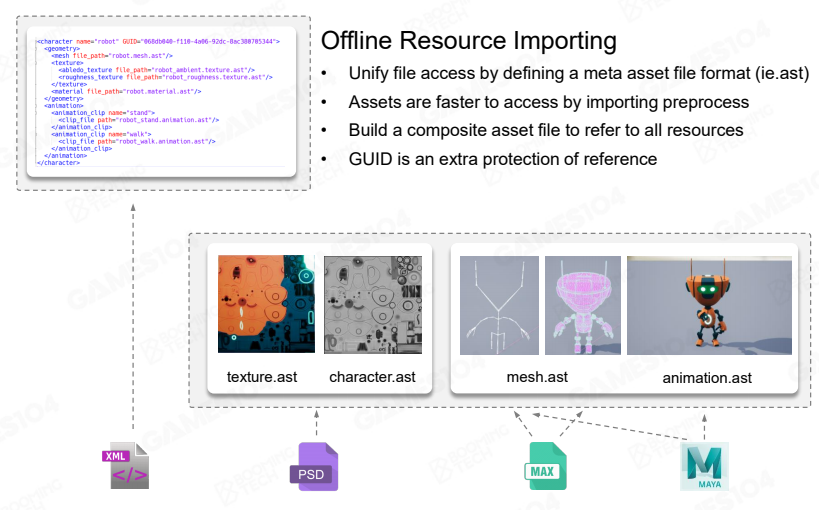 <character name="robot" GUID="068db040-f110-4a06-92dc-8ac380705344">
<geometry>
<mesh file_path="robot.mesh.ast"/>
<texture>
<abledo_texture file_path="robot_ambient.texture.ast"/>
<roughness_texture file_path="robot_roughness.texture.ast"/>
</texture>
<material file_path="robot.material.ast"/>
</geometry>
<animation>
<animation_clip name="stand">
<clip_file path="robot_stand.animation.ast"/>
</animation_clip>
<animation_clip name="walk">
<clip_file path="robot_walk.animation.ast"/>
</animation_clip>
</animation>
</character>
Offline Resource Importing
• Unify file access by defining a meta asset file format (ie.ast)
• Assets are faster to access by importing preprocess
• Build a composite asset file to refer to all resources
• GUID is an extra protection of reference
texture.ast
character.ast
mesh.ast
animation.ast
XML
</>
PSD
MAX
M
MAYA
GAMES104
BOOMING TECH